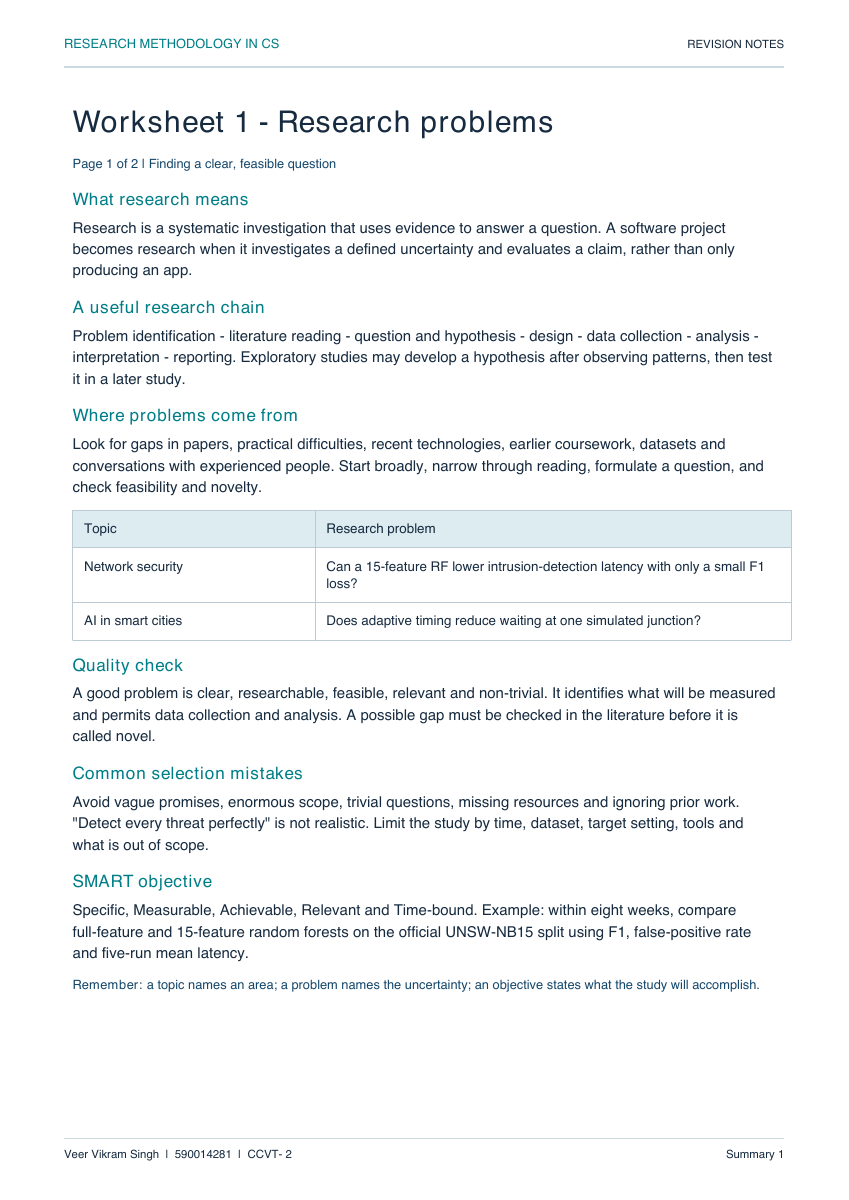 RESEARCH METHODOLOGY IN CS
REVISION NOTES
Worksheet 1 - Research problems
Page 1 of 2 | Finding a clear, feasible question
What research means
Research is a systematic investigation that uses evidence to answer a question. A software project
becomes research when it investigates a defined uncertainty and evaluates a claim, rather than only
producing an app.
A useful research chain
Problem identification - literature reading - question and hypothesis - design - data collection - analysis -
interpretation - reporting. Exploratory studies may develop a hypothesis after observing patterns, then test
it in a later study.
Where problems come from
Look for gaps in papers, practical difficulties, recent technologies, earlier coursework, datasets and
conversations with experienced people. Start broadly, narrow through reading, formulate a question, and
check feasibility and novelty.
Topic
Research problem
Network security
Can a 15-feature RF lower intrusion-detection latency with only a small F1
loss?
AI in smart cities
Does adaptive timing reduce waiting at one simulated junction?
Quality check
A good problem is clear, researchable, feasible, relevant and non-trivial. It identifies what will be measured
and permits data collection and analysis. A possible gap must be checked in the literature before it is
called novel.
Common selection mistakes
Avoid vague promises, enormous scope, trivial questions, missing resources and ignoring prior work.
"Detect every threat perfectly" is not realistic. Limit the study by time, dataset, target setting, tools and
what is out of scope.
SMART objective
Specific, Measurable, Achievable, Relevant and Time-bound. Example: within eight weeks, compare
full-feature and 15-feature random forests on the official UNSW-NB15 split using F1, false-positive rate
and five-run mean latency.
Remember: a topic names an area; a problem names the uncertainty; an objective states what the study will accomplish.
Veer Vikram Singh | 590014281 | CCVT- 2
Summary 1